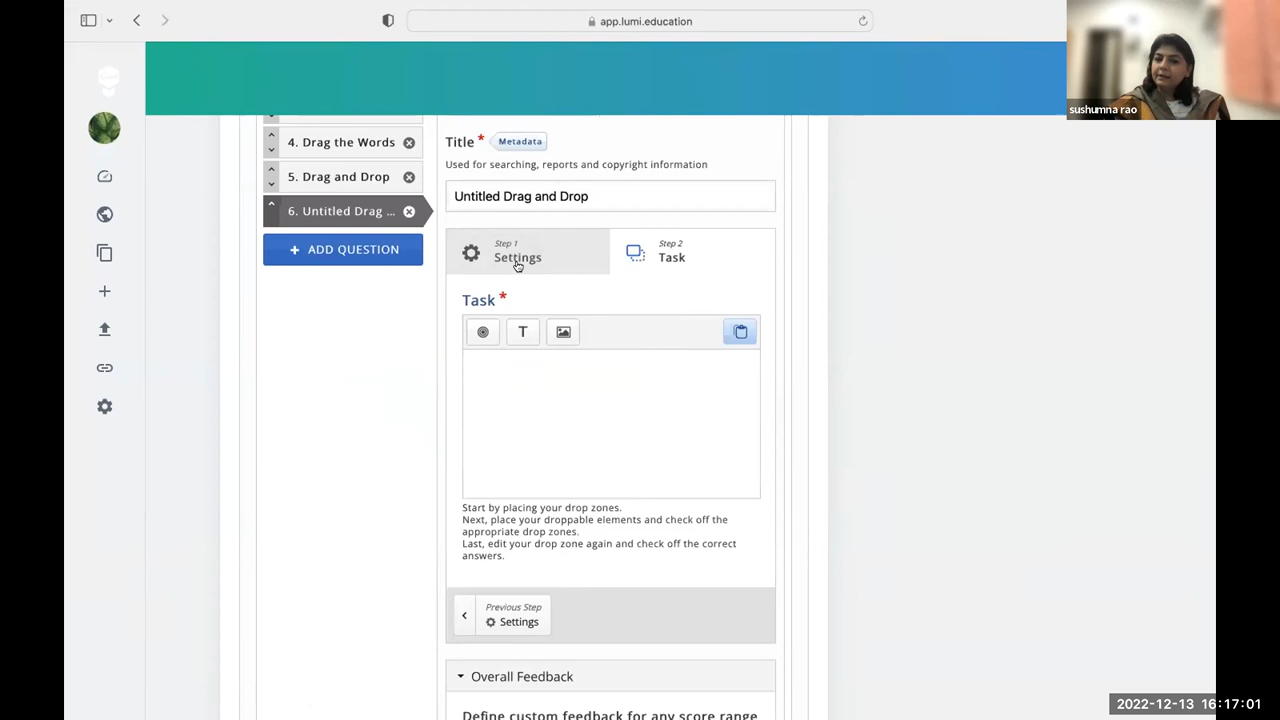 app.lumi.education
sushumna rao
4. Drag the Words
5. Drag and Drop
6. Untitled Drag ...
+ ADD QUESTION
Title * Metadata
Used for searching, reports and copyright information
Untitled Drag and Drop
Step 1
Settings
Step 2
Task
Task *
T
Start by placing your drop zones.
Next, place your droppable elements and check off the
appropriate drop zones.
Last, edit your drop zone again and check off the correct
answers.
Previous Step
Settings
Overall Feedback
Define custom feedback for any score range
2022-12-13 16:17:01